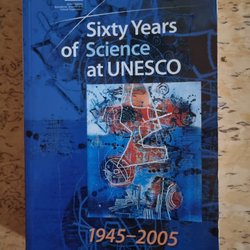 Sixty Years
of Science
at UNESCO
1945–2005